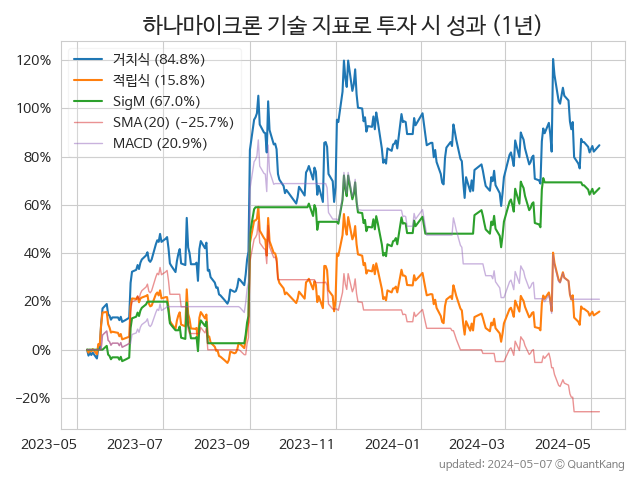 하나마이크론 기술 지표로 투자 시 성과 (1년)
거치식 (84.8%)
적립식 (15.8%)
SigM (67.0%)
SMA(20) (−25.7%)
MACD (20.9%)
120%
100%
80%
60%
40%
20%
0%
−20%
2023-05 2023-07 2023-09 2023-11 2024-01 2024-03 2024-05
updated: 2024-05-07 © QuantKang